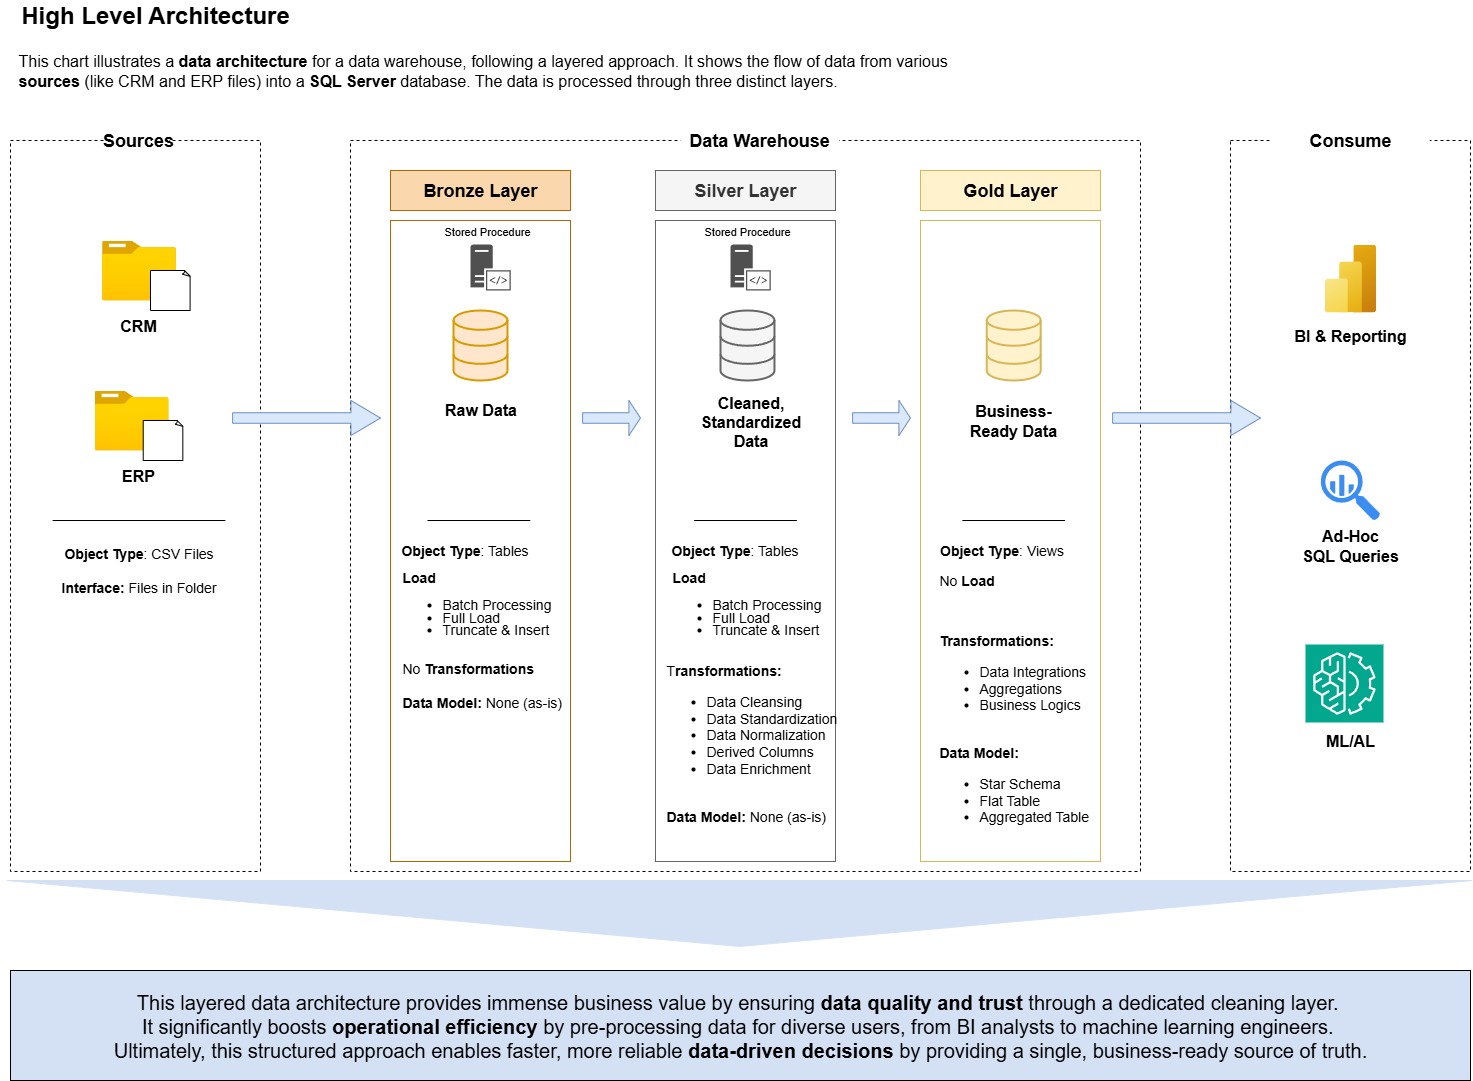 High Level Architecture
This chart illustrates a data architecture for a data warehouse, following a layered approach. It shows the flow of data from various
sources (like CRM and ERP files) into a SQL Server database. The data is processed through three distinct layers.
Sources
CRM
ERP
Object Type: CSV Files
Interface: Files in Folder
Data Warehouse
Bronze Layer
Stored Procedure
</>
Raw Data
Object Type: Tables
Load
• Batch Processing
• Full Load
• Truncate & Insert
No Transformations
Data Model: None (as-is)
Silver Layer
Stored Procedure
</>
Cleaned,
Standardized
Data
Object Type: Tables
Load
• Batch Processing
• Full Load
• Truncate & Insert
Transformations:
• Data Cleansing
• Data Standardization
• Data Normalization
• Derived Columns
• Data Enrichment
Data Model: None (as-is)
Gold Layer
Business-
Ready Data
Object Type: Views
No Load
Transformations:
• Data Integrations
• Aggregations
• Business Logics
Data Model:
• Star Schema
• Flat Table
• Aggregated Table
Consume
BI & Reporting
Ad-Hoc
SQL Queries
ML/AL
This layered data architecture provides immense business value by ensuring data quality and trust through a dedicated cleaning layer.
It significantly boosts operational efficiency by pre-processing data for diverse users, from BI analysts to machine learning engineers.
Ultimately, this structured approach enables faster, more reliable data-driven decisions by providing a single, business-ready source of truth.